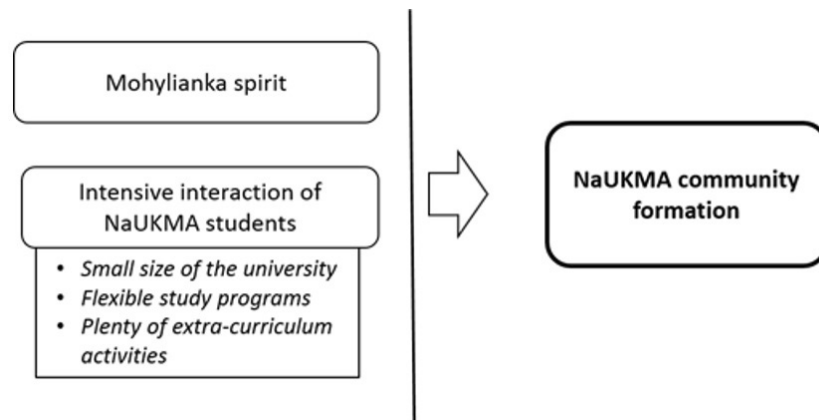 Mohylianka spirit
Intensive interaction of
NaUKMA students
• Small size of the university
• Flexible study programs
• Plenty of extra-curriculum
activities
NaUKMA community
formation